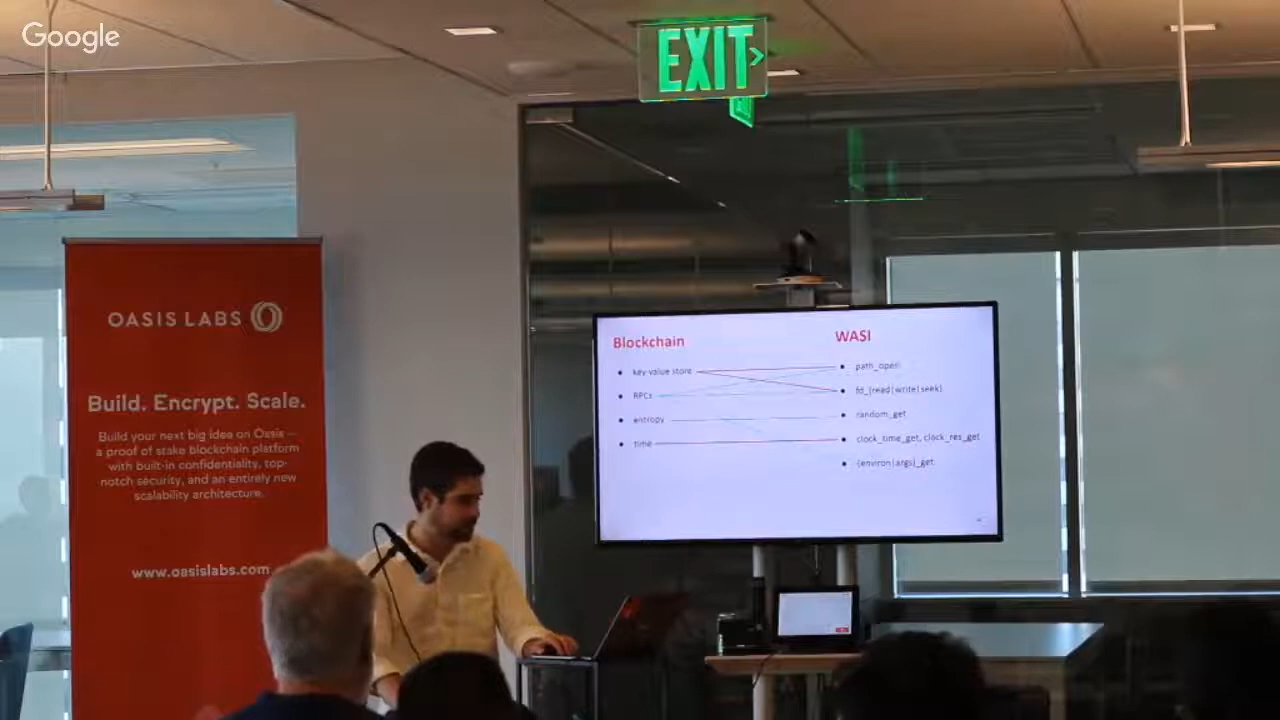 Google
EXIT
OASIS LABS
Build. Encrypt. Scale.
Build your next big idea on Oasis –
a proof of stake blockchain platform
with built-in confidentiality, top-
notch security, and an entirely new
scalability architecture.
www.oasislabs.com
Blockchain
key-value store
RPCs
entropy
time
WASI
path_open
fd_{read|write|seek}
random_get
clock_time_get, clock_res_get
{environ|args}_get